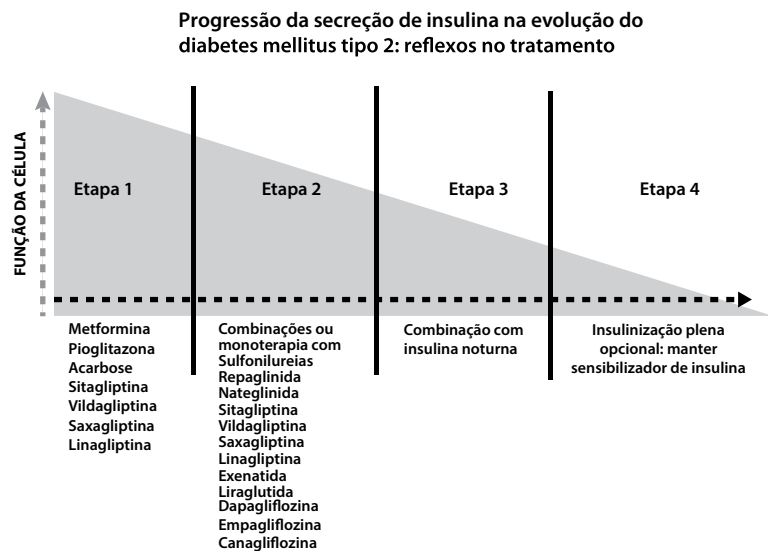 Progressão da secreção de insulina na evolução do
diabetes mellitus tipo 2: reflexos no tratamento
FUNÇÃO DA CÉLULA
Etapa 1
Etapa 2
Etapa 3
Etapa 4
Metformina
Pioglitazona
Acarbose
Sitagliptina
Vildagliptina
Saxagliptina
Linagliptina
Combinações ou
monoterapia com
Sulfonilureias
Repaglinida
Nateglinida
Sitagliptina
Vildagliptina
Saxagliptina
Linagliptina
Exenatida
Liraglutida
Dapagliflozina
Empagliflozina
Canagliflozina
Combinação com
insulina noturna
Insulinização plena
opcional: manter
sensibilizador de insulina